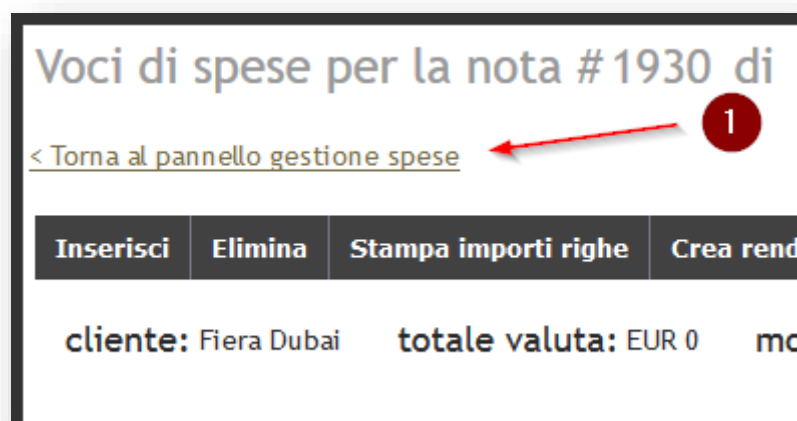 Voci di spese per la nota #1930 di
1
< Torna al pannello gestione spese
Inserisci Elimina Stampa importi righe Crea rend
cliente: Fiera Dubai totale valuta: EUR 0 mo